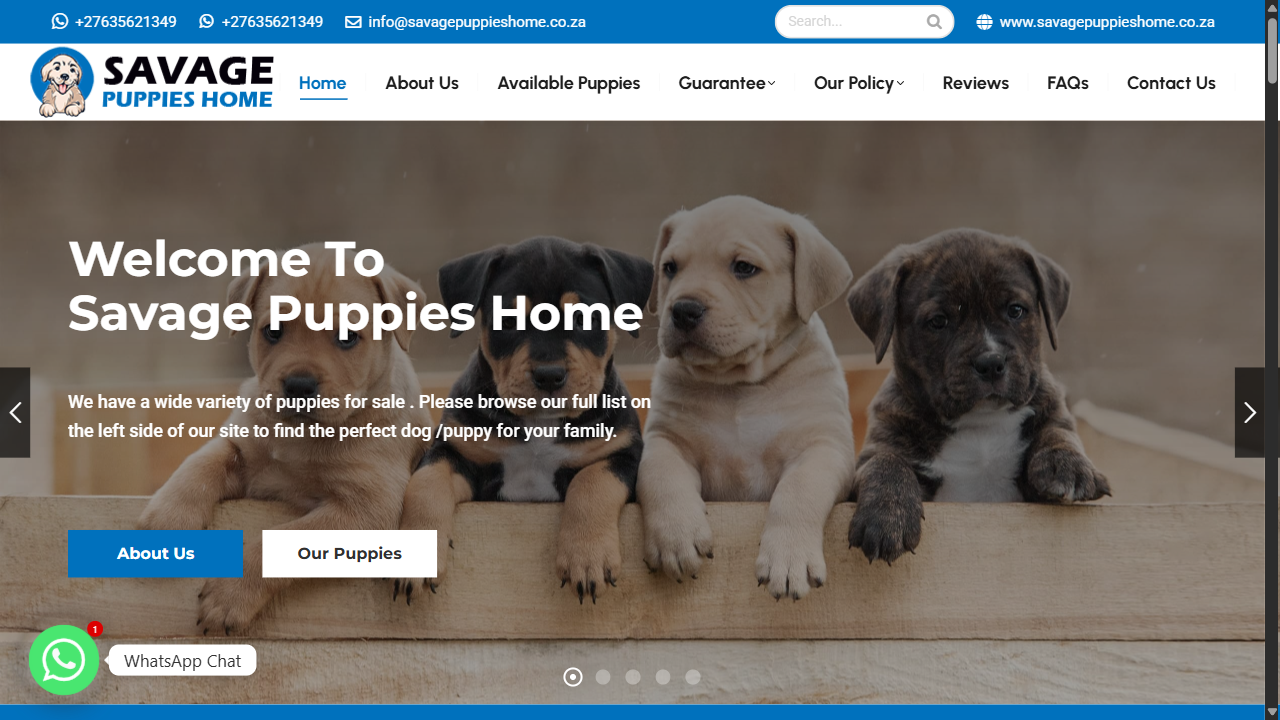 +27635621349
+27635621349
info@savagepuppieshome.co.za
Search...
www.savagepuppieshome.co.za
SAVAGE
PUPPIES HOME
Home
About Us
Available Puppies
Guarantee
Our Policy
Reviews
FAQs
Contact Us
Welcome To
Savage Puppies Home
We have a wide variety of puppies for sale . Please browse our full list on
the left side of our site to find the perfect dog /puppy for your family.
About Us
Our Puppies
1
WhatsApp Chat